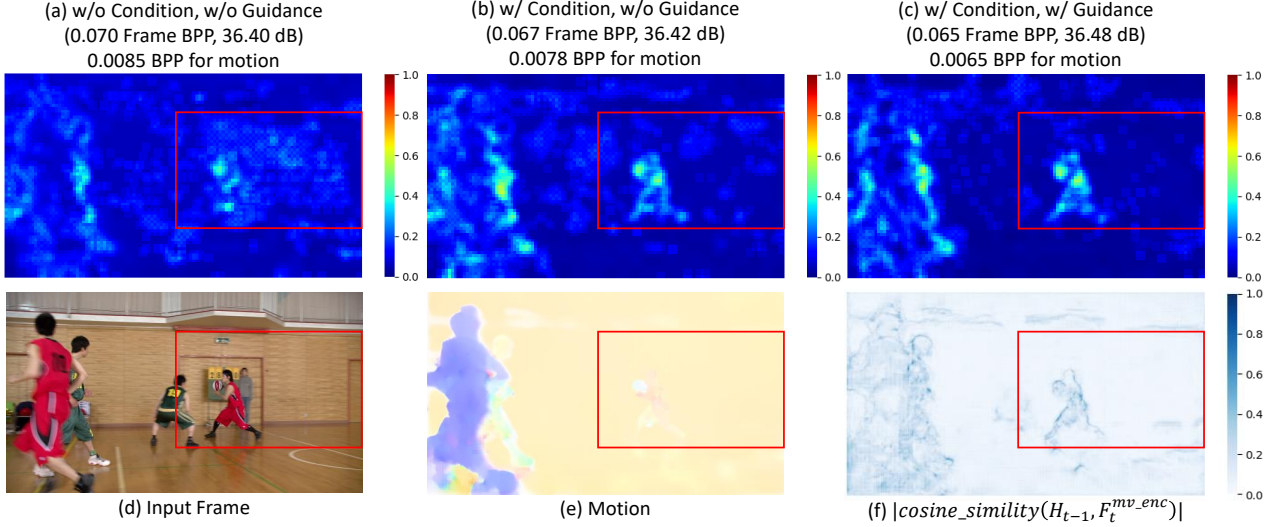 (a) w/o Condition, w/o Guidance
(0.070 Frame BPP, 36.40 dB)
0.0085 BPP for motion
(b) w/ Condition, w/o Guidance
(0.067 Frame BPP, 36.42 dB)
0.0078 BPP for motion
(c) w/ Condition, w/ Guidance
(0.065 Frame BPP, 36.48 dB)
0.0065 BPP for motion
1.0
0.8
0.6
0.4
0.2
0.0
1.0
0.8
0.6
0.4
0.2
0.0
1.0
0.8
0.6
0.4
0.2
0.0
1.0
0.8
0.6
0.4
0.2
0.0
(d) Input Frame
(e) Motion
(f) |cosine_simility(H_{t−1}, F_t^{mv_enc})|